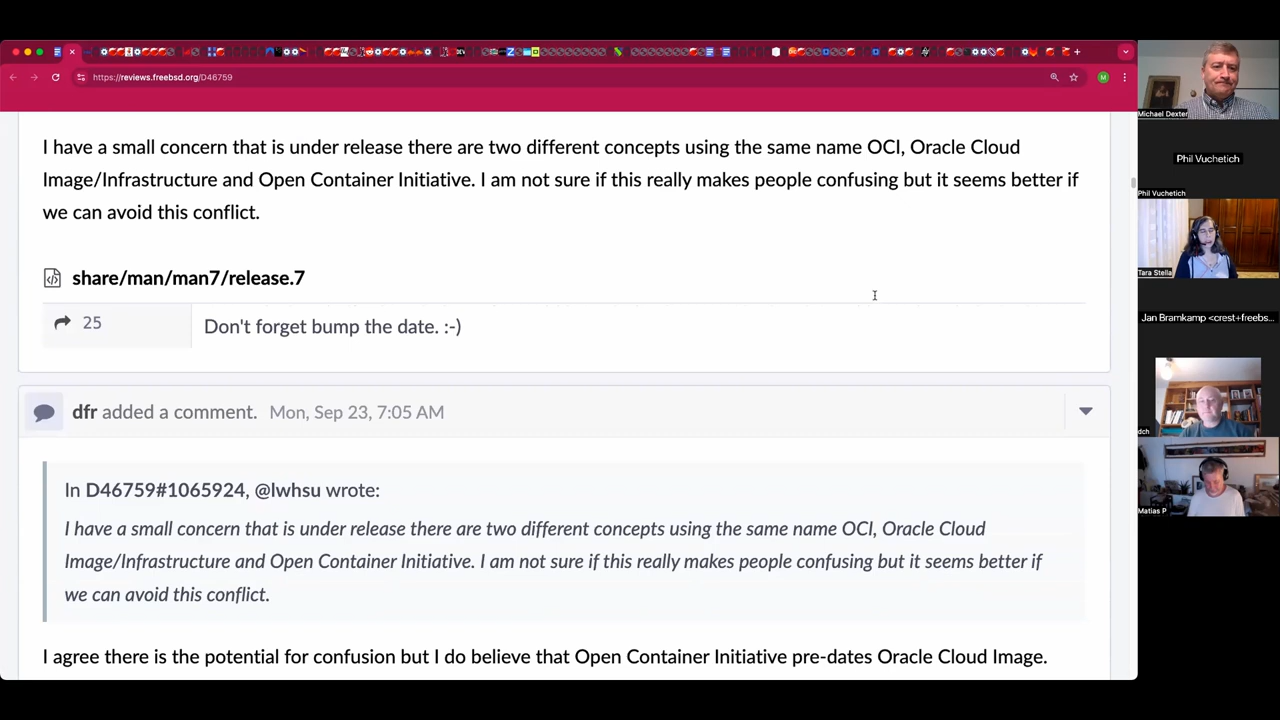 https://reviews.freebsd.org/D46759
M
I have a small concern that is under release there are two different concepts using the same name OCI, Oracle Cloud
Image/Infrastructure and Open Container Initiative. I am not sure if this really makes people confusing but it seems better if
we can avoid this conflict.
share/man/man7/release.7
25
Don't forget bump the date. :-)
dfr added a comment. Mon, Sep 23, 7:05 AM
In D46759#1065924, @lwhsu wrote:
I have a small concern that is under release there are two different concepts using the same name OCI, Oracle Cloud
Image/Infrastructure and Open Container Initiative. I am not sure if this really makes people confusing but it seems better if
we can avoid this conflict.
I agree there is the potential for confusion but I do believe that Open Container Initiative pre-dates Oracle Cloud Image.
Michael Dexter
Phil Vuchetich
Phil Vuchetich
Tara Stella
Jan Bramkamp <crest+freebs...
dch
Matias P